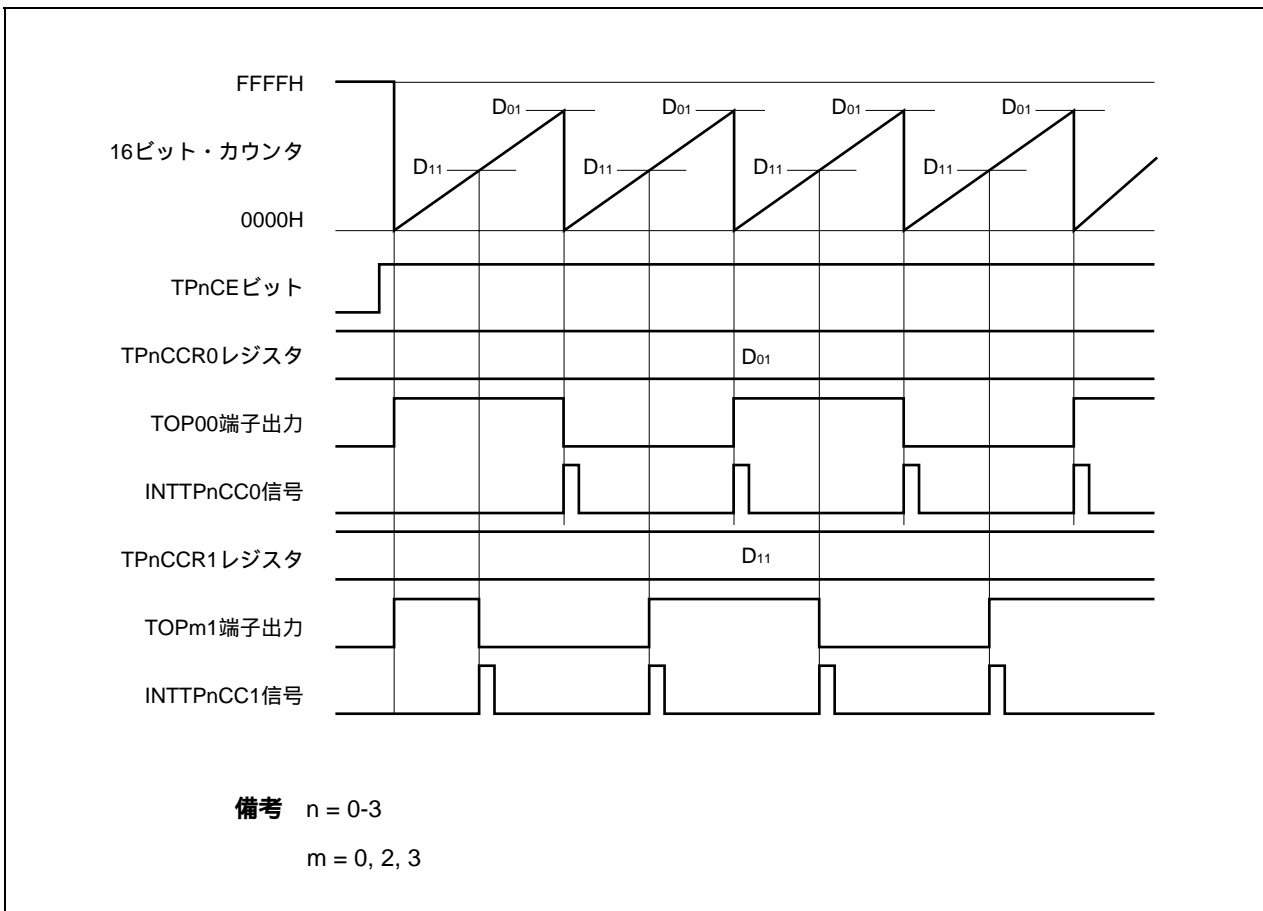 FFFFH
D01 D01 D01 D01
16ビット・カウンタ
D11 D11 D11 D11
0000H
TPnCEビット
TPnCCR0レジスタ D01
TOP00端子出力
INTTPnCC0信号
TPnCCR1レジスタ D11
TOPm1端子出力
INTTPnCC1信号
備考 n = 0-3
m = 0, 2, 3